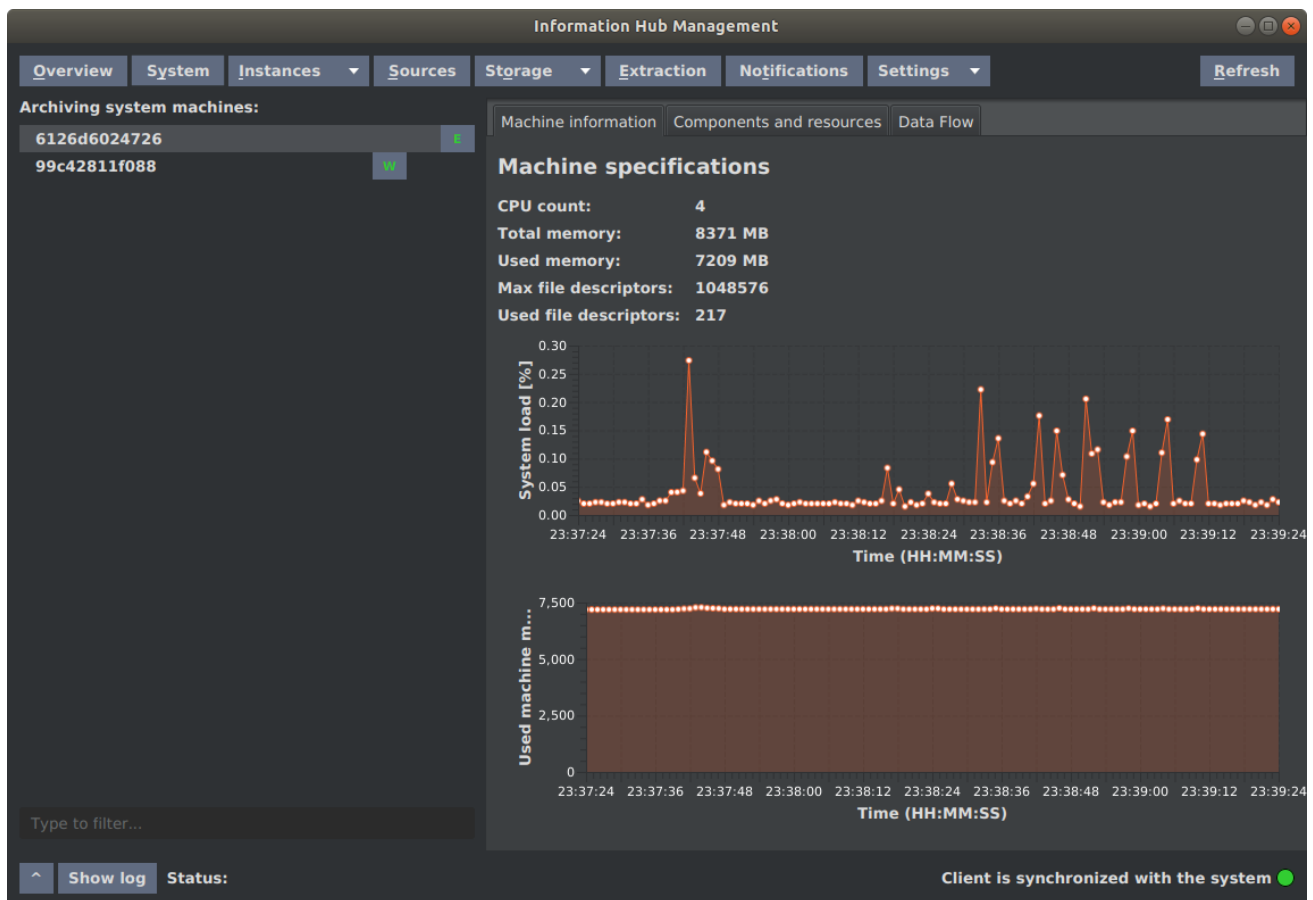 Information Hub Management
Overview System Instances Sources Storage Extraction Notifications Settings Refresh
Archiving system machines:
6126d6024726 E
99c42811f088 W
Type to filter...
Machine information Components and resources Data Flow
Machine specifications
CPU count: 4
Total memory: 8371 MB
Used memory: 7209 MB
Max file descriptors: 1048576
Used file descriptors: 217
System load [%]
0.30
0.25
0.20
0.15
0.10
0.05
0.00
23:37:24 23:37:36 23:37:48 23:38:00 23:38:12 23:38:24 23:38:36 23:38:48 23:39:00 23:39:12 23:39:24
Time (HH:MM:SS)
Used machine m...
7,500
5,000
2,500
0
23:37:24 23:37:36 23:37:48 23:38:00 23:38:12 23:38:24 23:38:36 23:38:48 23:39:00 23:39:12 23:39:24
Time (HH:MM:SS)
^ Show log Status: Client is synchronized with the system